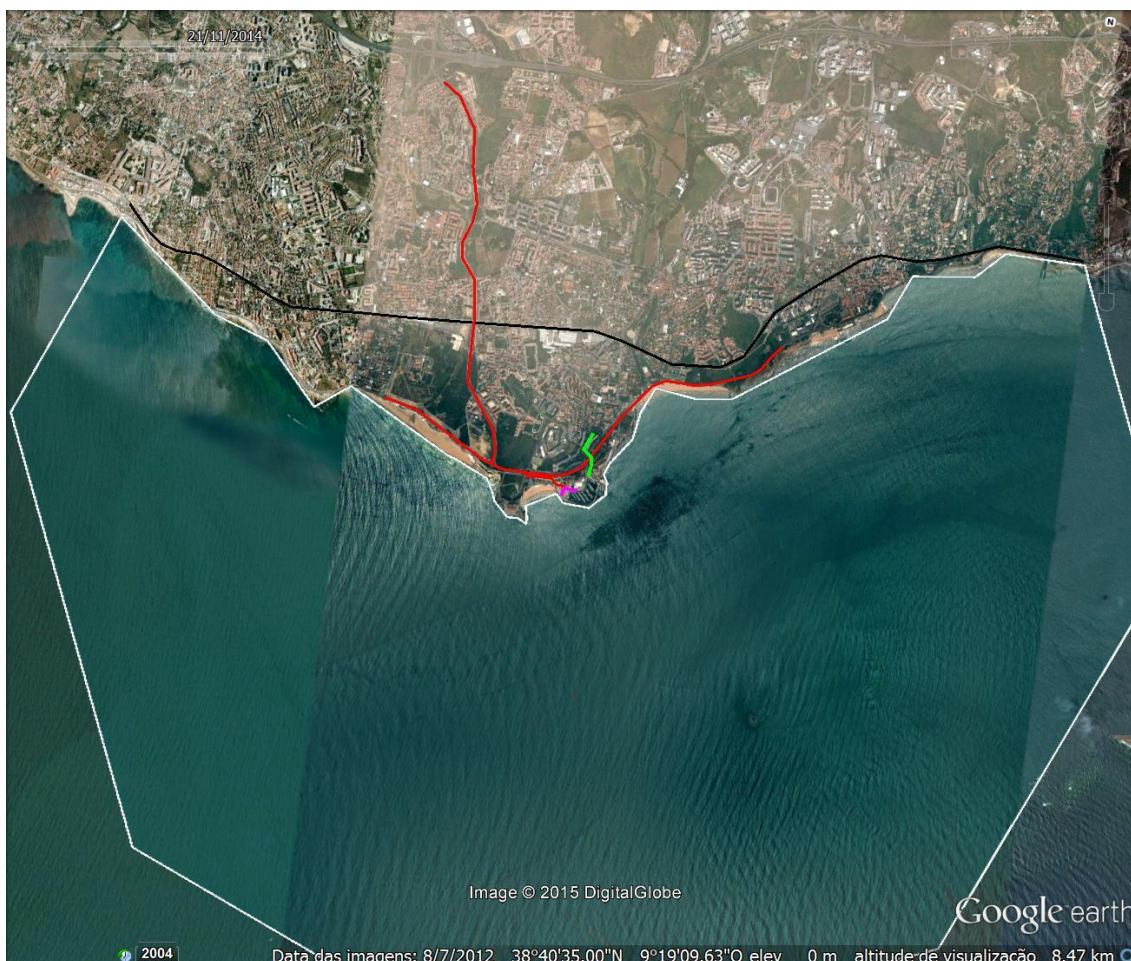 N
21/11/2014
Image © 2015 DigitalGlobe
Google earth
2004
Data das imagens: 8/7/2012 38°40'35.00"N 9°19'09.63"O elev 0 m altitude de visualização 8.47 km